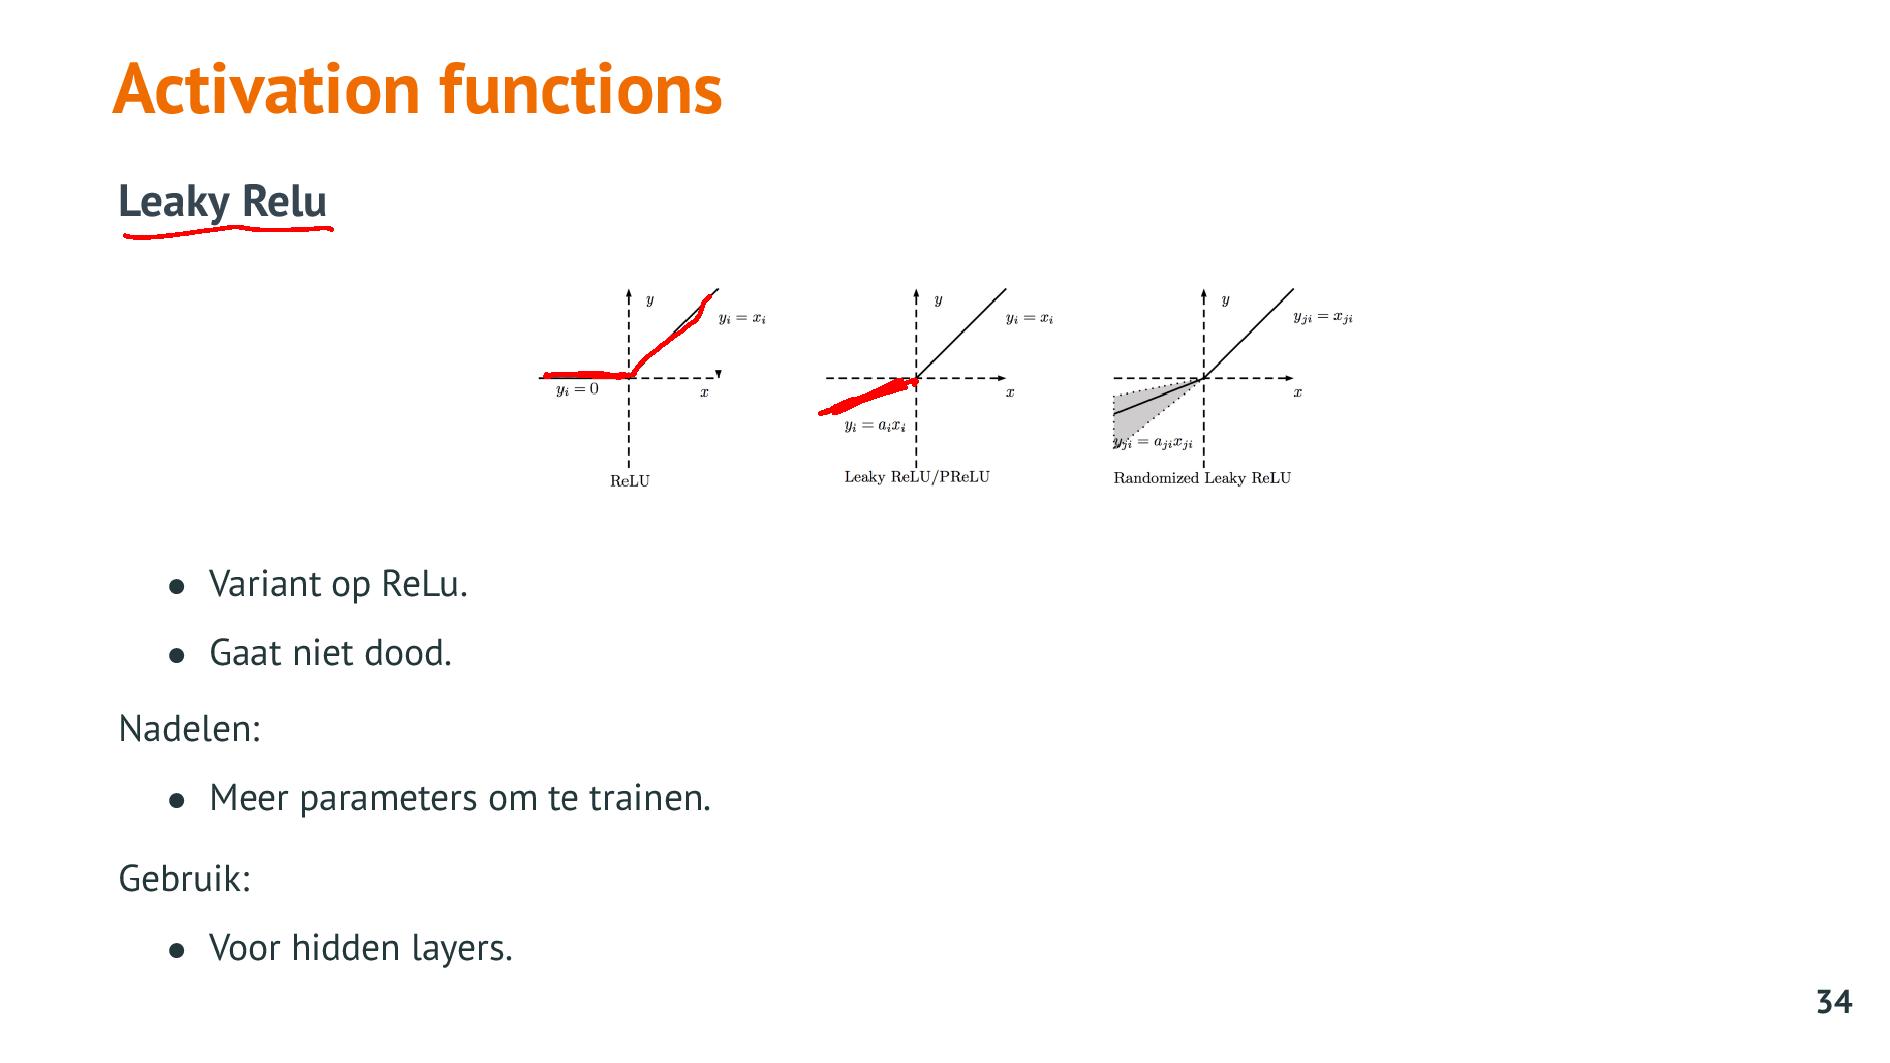 Activation functions
Leaky Relu
y
y_i = x_i
y_i = 0
x
ReLU
y
y_i = x_i
x
y_i = a_i x_i
Leaky ReLU/PReLU
y
y_{ji} = x_{ji}
x
y_{ji} = a_{ji} x_{ji}
Randomized Leaky ReLU
● Variant op ReLu.
● Gaat niet dood.
Nadelen:
● Meer parameters om te trainen.
Gebruik:
● Voor hidden layers.
34